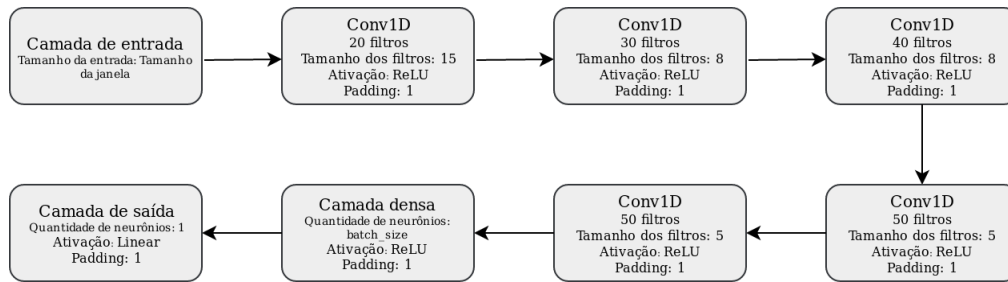 Camada de entrada
Tamanho da entrada: Tamanho
da janela
Conv1D
20 filtros
Tamanho dos filtros: 15
Ativação: ReLU
Padding: 1
Conv1D
30 filtros
Tamanho dos filtros: 8
Ativação: ReLU
Padding: 1
Conv1D
40 filtros
Tamanho dos filtros: 8
Ativação: ReLU
Padding: 1
Conv1D
50 filtros
Tamanho dos filtros: 5
Ativação: ReLU
Padding: 1
Conv1D
50 filtros
Tamanho dos filtros: 5
Ativação: ReLU
Padding: 1
Camada densa
Quantidade de neurônios:
batch_size
Ativação: ReLU
Padding: 1
Camada de saída
Quantidade de neurônios: 1
Ativação: Linear
Padding: 1